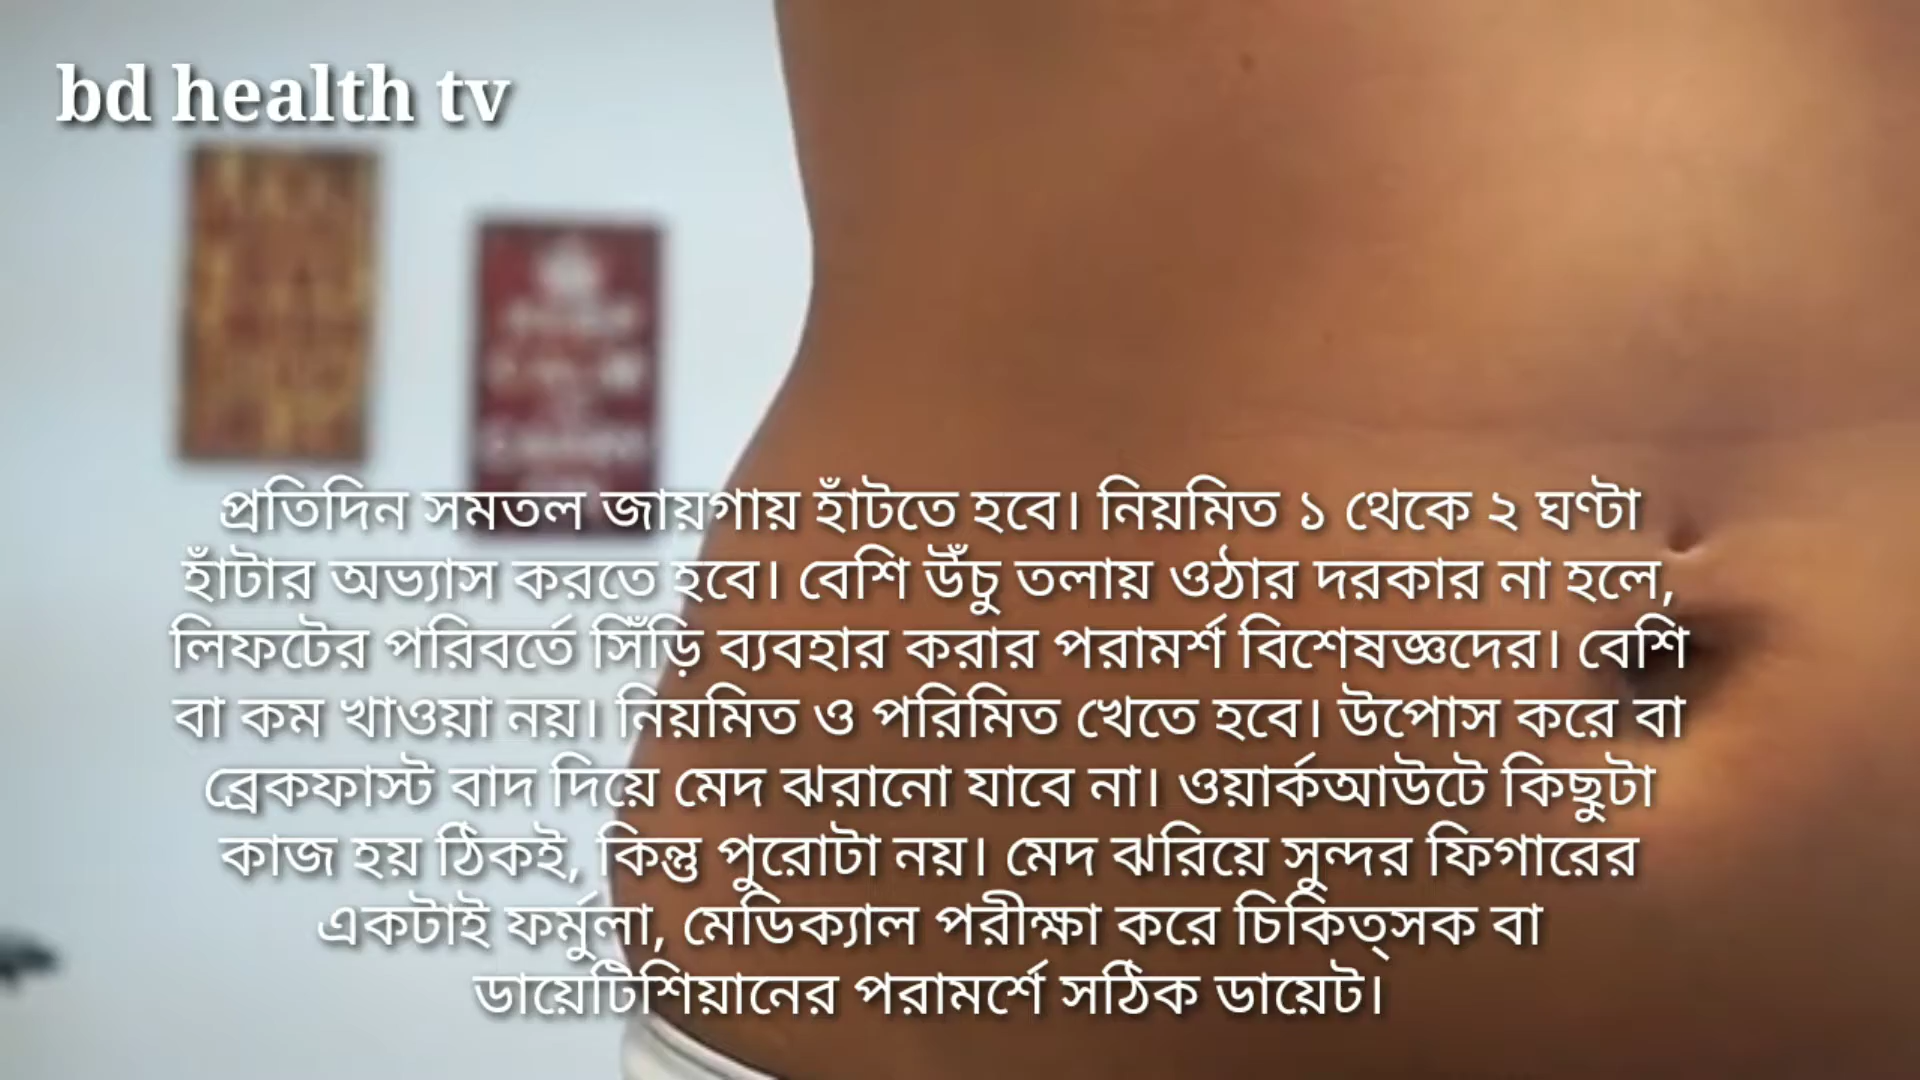 bd health tv
প্রতিদিন সমতল জায়গায় হাঁটতে হবে। নিয়মিত ১ থেকে ২ ঘণ্টা
হাঁটার অভ্যাস করতে হবে। বেশি উঁচু তলায় ওঠার দরকার না হলে,
লিফটের পরিবর্তে সিঁড়ি ব্যবহার করার পরামর্শ বিশেষজ্ঞদের। বেশি
বা কম খাওয়া নয়। নিয়মিত ও পরিমিত খেতে হবে। উপোস করে বা
ব্রেকফাস্ট বাদ দিয়ে মেদ ঝরানো যাবে না। ওয়ার্কআউটে কিছুটা
কাজ হয় ঠিকই, কিন্তু পুরোটা নয়। মেদ ঝরিয়ে সুন্দর ফিগারের
একটাই ফর্মুলা, মেডিক্যাল পরীক্ষা করে চিকিত্সক বা
ডায়েটিশিয়ানের পরামর্শে সঠিক ডায়েট।